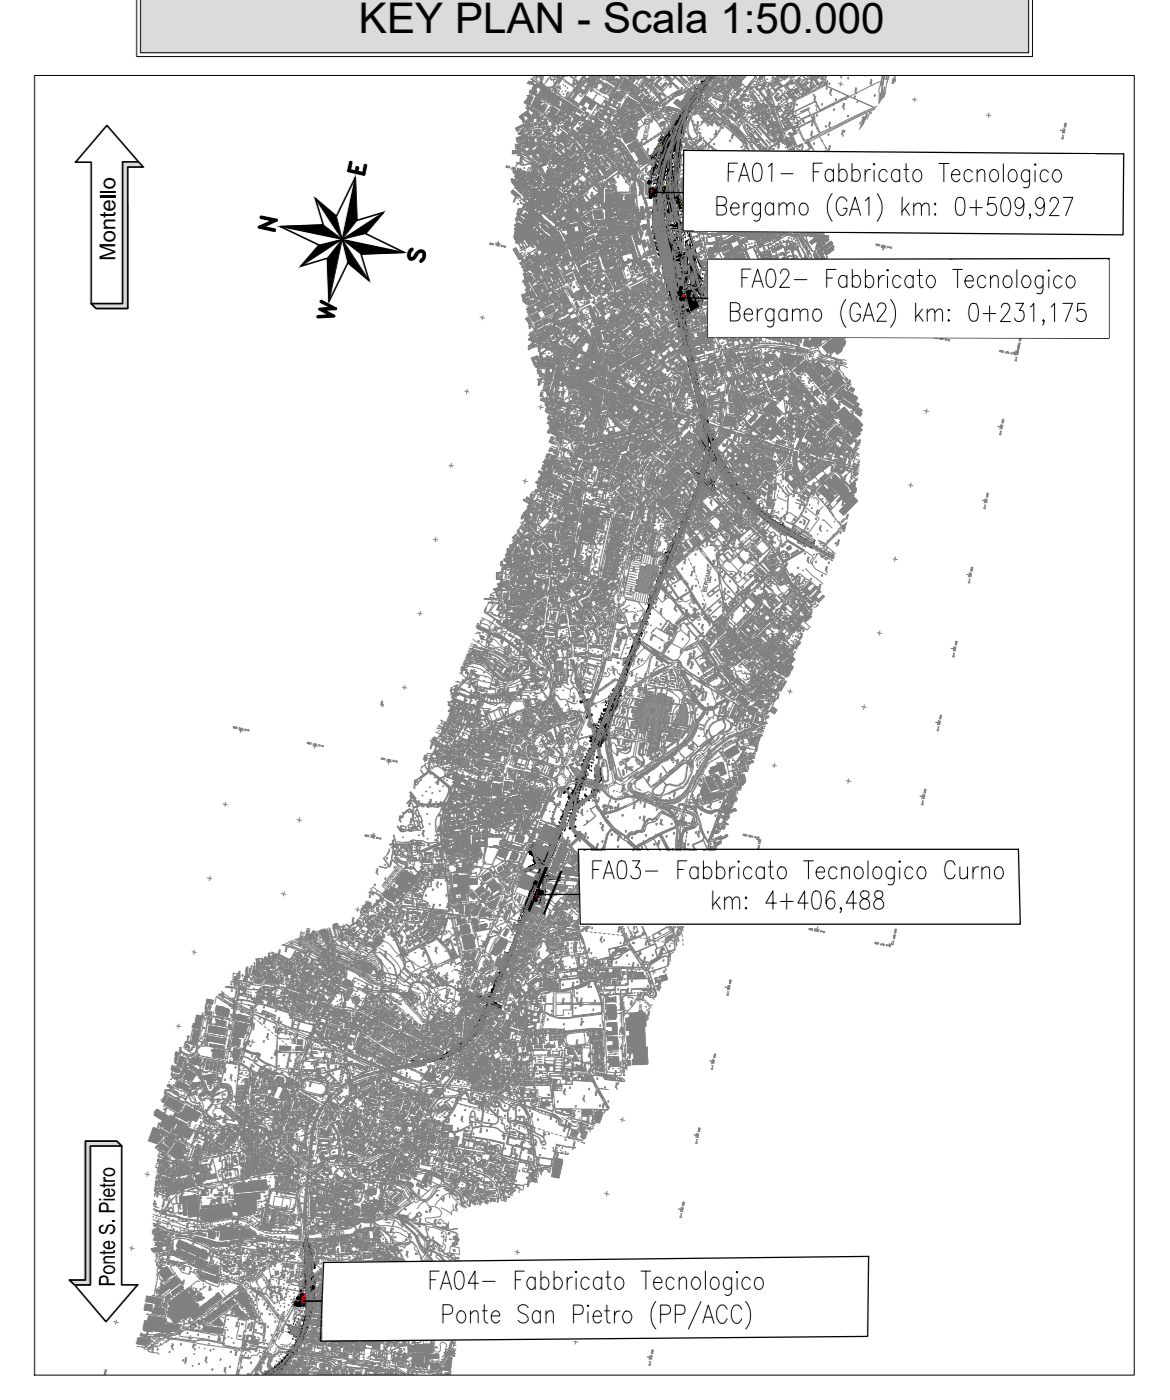 KEY PLAN - Scala 1:50.000
Montello
N
E
S
W
FA01- Fabbricato Tecnologico
Bergamo (GA1) km: 0+509,927
FA02- Fabbricato Tecnologico
Bergamo (GA2) km: 0+231,175
FA03- Fabbricato Tecnologico Curno
km: 4+406,488
Ponte S. Pietro
FA04- Fabbricato Tecnologico
Ponte San Pietro (PP/ACC)